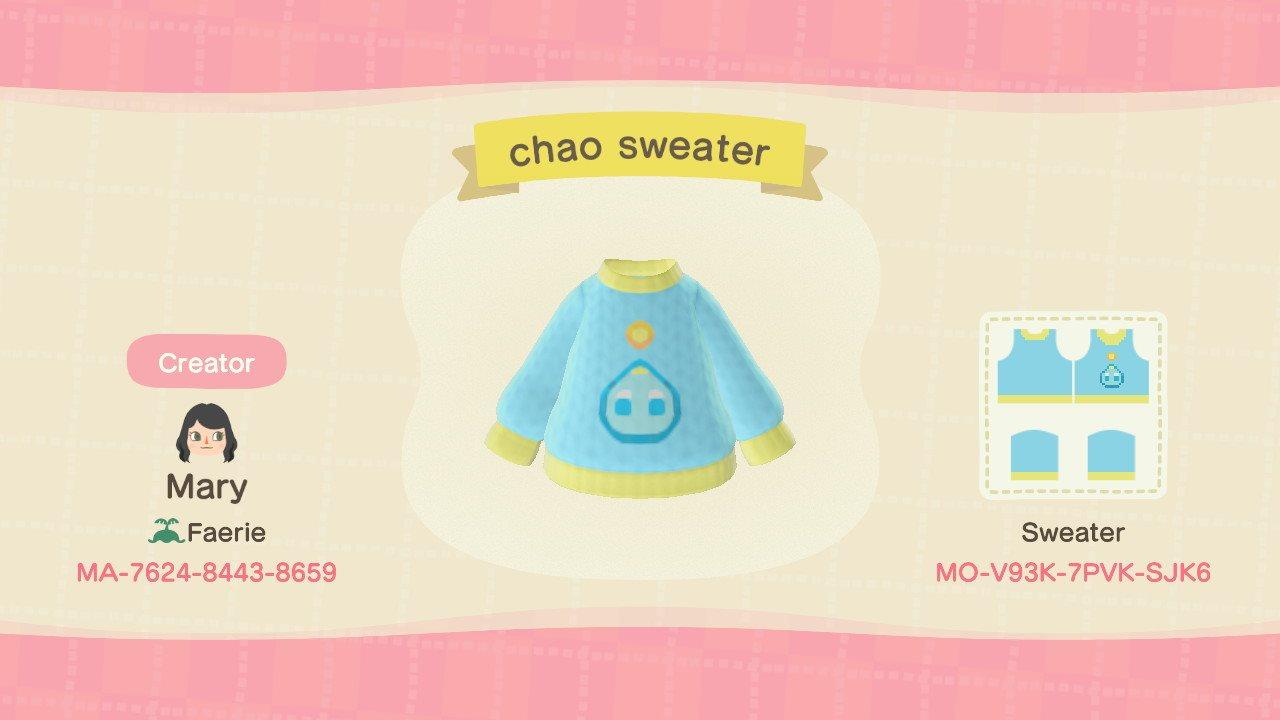 chao sweater
Creator
Mary
Faerie
MA-7624-8443-8659
Sweater
MO-V93K-7PVK-SJK6